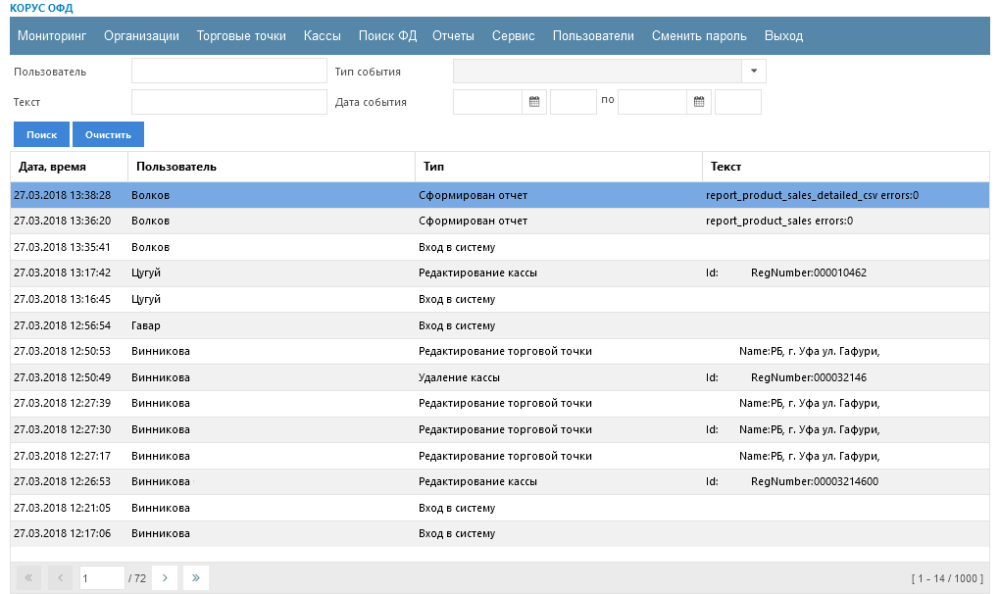 КОРУС ОФД
Мониторинг Организации Торговые точки Кассы Поиск ФД Отчеты Сервис Пользователи Сменить пароль Выход
Пользователь Тип события
Текст Дата события по
Поиск Очистить
Дата, время Пользователь Тип Текст
27.03.2018 13:38:28 Волков Сформирован отчет report_product_sales_detailed_csv errors:0
27.03.2018 13:36:20 Волков Сформирован отчет report_product_sales errors:0
27.03.2018 13:35:41 Волков Вход в систему
27.03.2018 13:17:42 Цугуй Редактирование кассы Id: RegNumber:000010462
27.03.2018 13:16:45 Цугуй Вход в систему
27.03.2018 12:56:54 Гавар Вход в систему
27.03.2018 12:50:53 Винникова Редактирование торговой точки Name:РБ, г. Уфа ул. Гафури,
27.03.2018 12:50:49 Винникова Удаление кассы Id: RegNumber:000032146
27.03.2018 12:27:39 Винникова Редактирование торговой точки Name:РБ, г. Уфа ул. Гафури,
27.03.2018 12:27:30 Винникова Редактирование торговой точки Id: Name:РБ, г. Уфа ул. Гафури,
27.03.2018 12:27:17 Винникова Редактирование торговой точки Name:РБ, г. Уфа ул. Гафури,
27.03.2018 12:26:53 Винникова Редактирование кассы Id: RegNumber:00003214600
27.03.2018 12:21:05 Винникова Вход в систему
27.03.2018 12:17:06 Винникова Вход в систему
« ‹ 1 / 72 › » [ 1 - 14 / 1000 ]